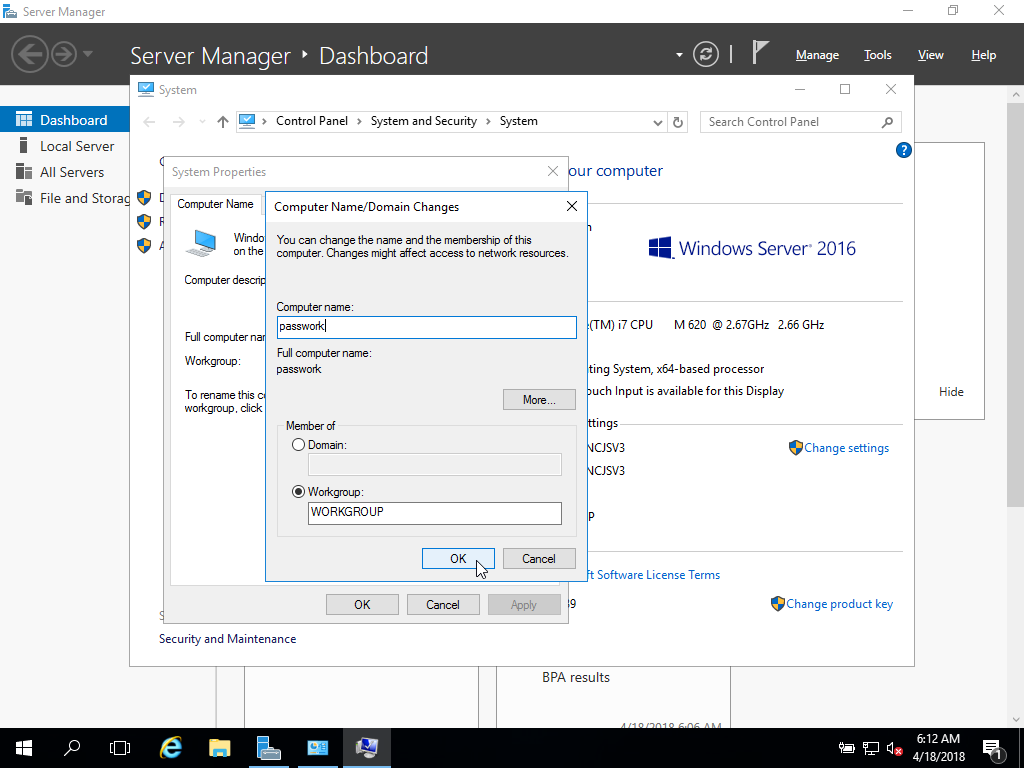 Server Manager
Server Manager • Dashboard
Manage
Tools
View
Help
System
Control Panel > System and Security > System
Search Control Panel
Dashboard
Local Server
All Servers
File and Storag
System Properties
our computer
Computer Name
Computer Name/Domain Changes
Windo
on the
You can change the name and the membership of this
computer. Changes might affect access to network resources.
Windows Server 2016
Computer descrip
Computer name:
passwork
(TM) i7 CPU M 620 @ 2.67GHz 2.66 GHz
Full computer nam
Workgroup:
Full computer name:
passwork
ting System, x64-based processor
ouch Input is available for this Display
To rename this co
workgroup, click
More...
Hide
Member of
Domain:
ttings
NCJSV3
Change settings
NCJSV3
Workgroup:
WORKGROUP
OK
Cancel
ft Software License Terms
OK
Cancel
Apply
39
Change product key
Security and Maintenance
BPA results
4/18/2018 6:06 AM
6:12 AM
4/18/2018
1